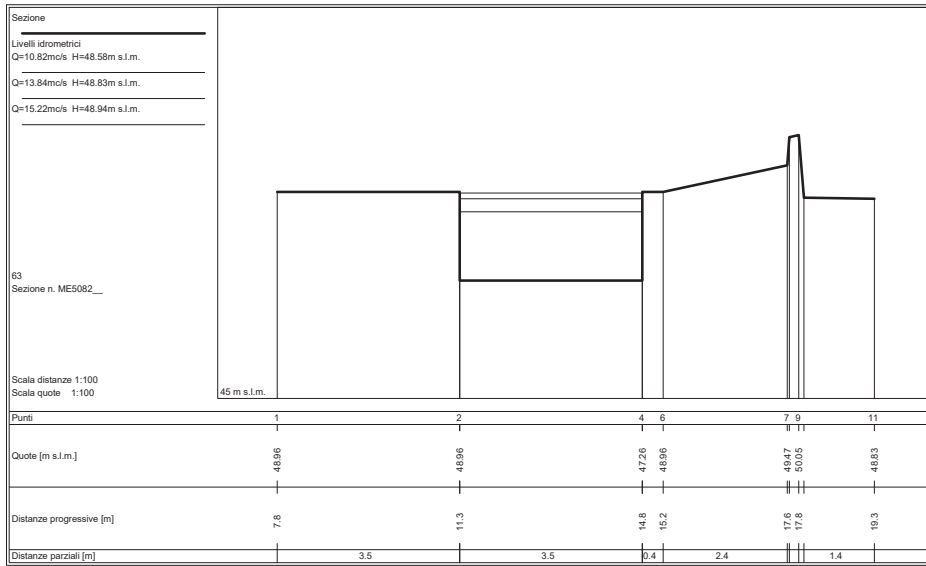 Sezione
Livelli idrometrici
Q=10.82mc/s H=48.58m s.l.m.
Q=13.84mc/s H=48.83m s.l.m.
Q=15.22mc/s H=48.94m s.l.m.
63
Sezione n. ME5082__
Scala distanze 1:100
Scala quote 1:100
45 m s.l.m.
Punti 1 2 4 6 7 9 11
Quote [m s.l.m.] 48.96 48.96 47.26 48.96 49.47 50.05 48.83
Distanze progressive [m] 7.8 11.3 14.8 15.2 17.6 17.8 19.3
Distanze parziali [m] 3.5 3.5 0.4 2.4 1.4